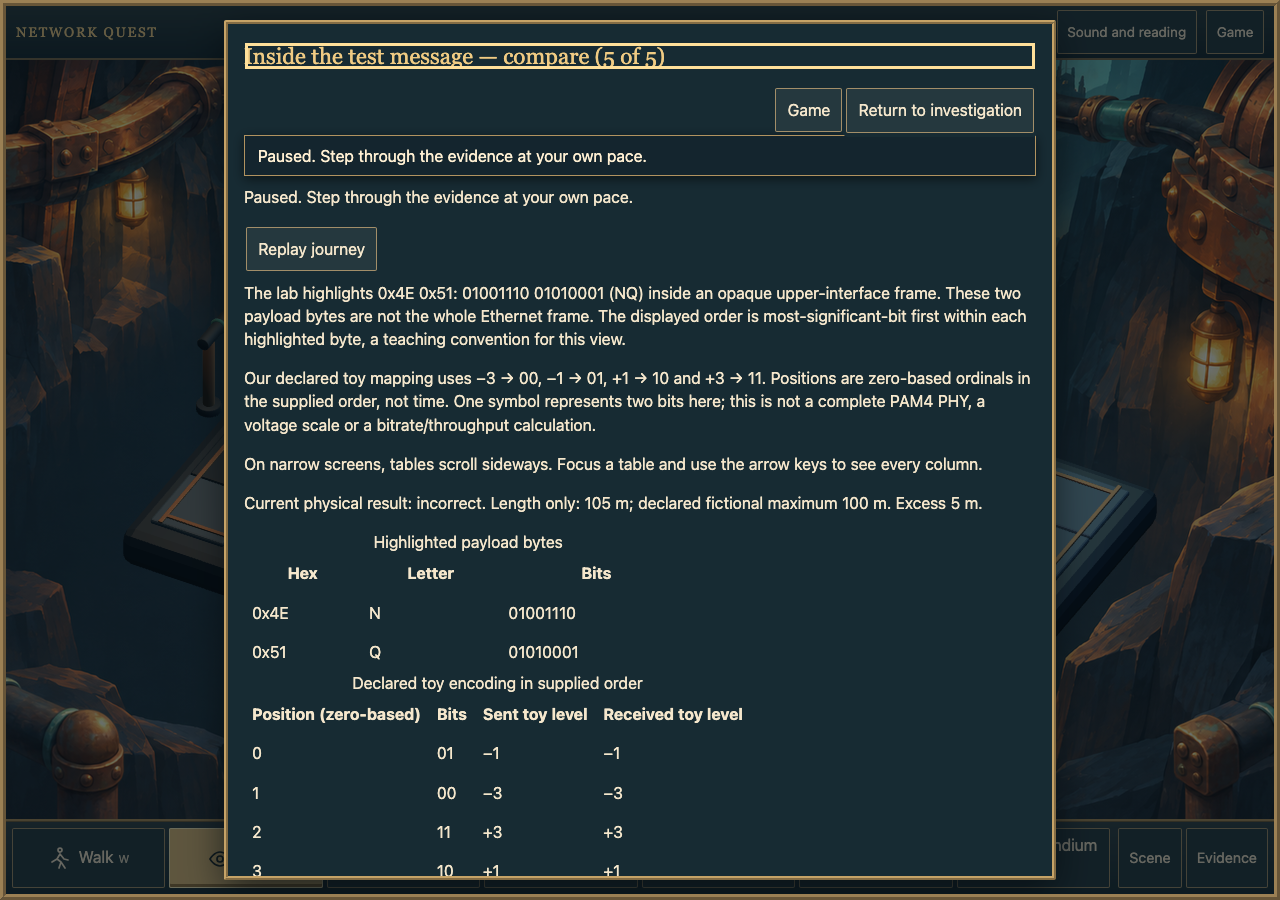 NETWORK QUEST
Sound and reading
Game
Inside the test message — compare (5 of 5)
Game
Return to investigation
Paused. Step through the evidence at your own pace.
Paused. Step through the evidence at your own pace.
Replay journey
The lab highlights 0x4E 0x51: 01001110 01010001 (NQ) inside an opaque upper-interface frame. These two
payload bytes are not the whole Ethernet frame. The displayed order is most-significant-bit first within each
highlighted byte, a teaching convention for this view.
Our declared toy mapping uses −3 → 00, −1 → 01, +1 → 10 and +3 → 11. Positions are zero-based ordinals in
the supplied order, not time. One symbol represents two bits here; this is not a complete PAM4 PHY, a
voltage scale or a bitrate/throughput calculation.
On narrow screens, tables scroll sideways. Focus a table and use the arrow keys to see every column.
Current physical result: incorrect. Length only: 105 m; declared fictional maximum 100 m. Excess 5 m.
Highlighted payload bytes
Hex Letter Bits
0x4E N 01001110
0x51 Q 01010001
Declared toy encoding in supplied order
Position (zero-based) Bits Sent toy level Received toy level
0 01 −1 −1
1 00 −3 −3
2 11 +3 +3
3 10 +1 +1
Walk W
ndium
Scene
Evidence